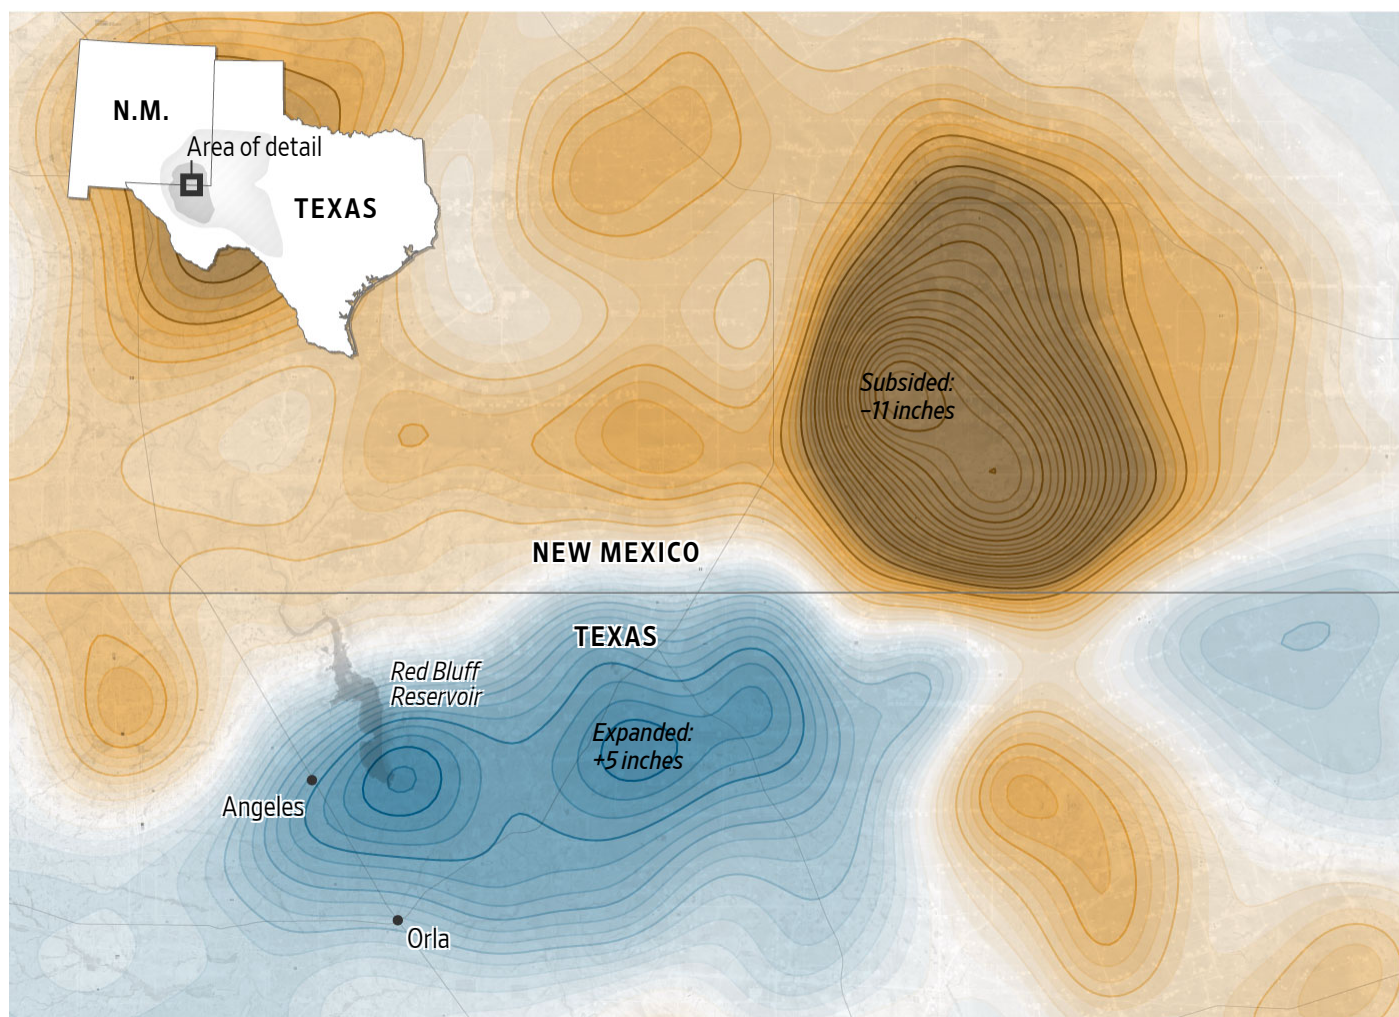 N.M.
Area of detail
TEXAS
Subsided:
–11 inches
NEW MEXICO
TEXAS
Red Bluff
Reservoir
Expanded:
+5 inches
Angeles
Orla